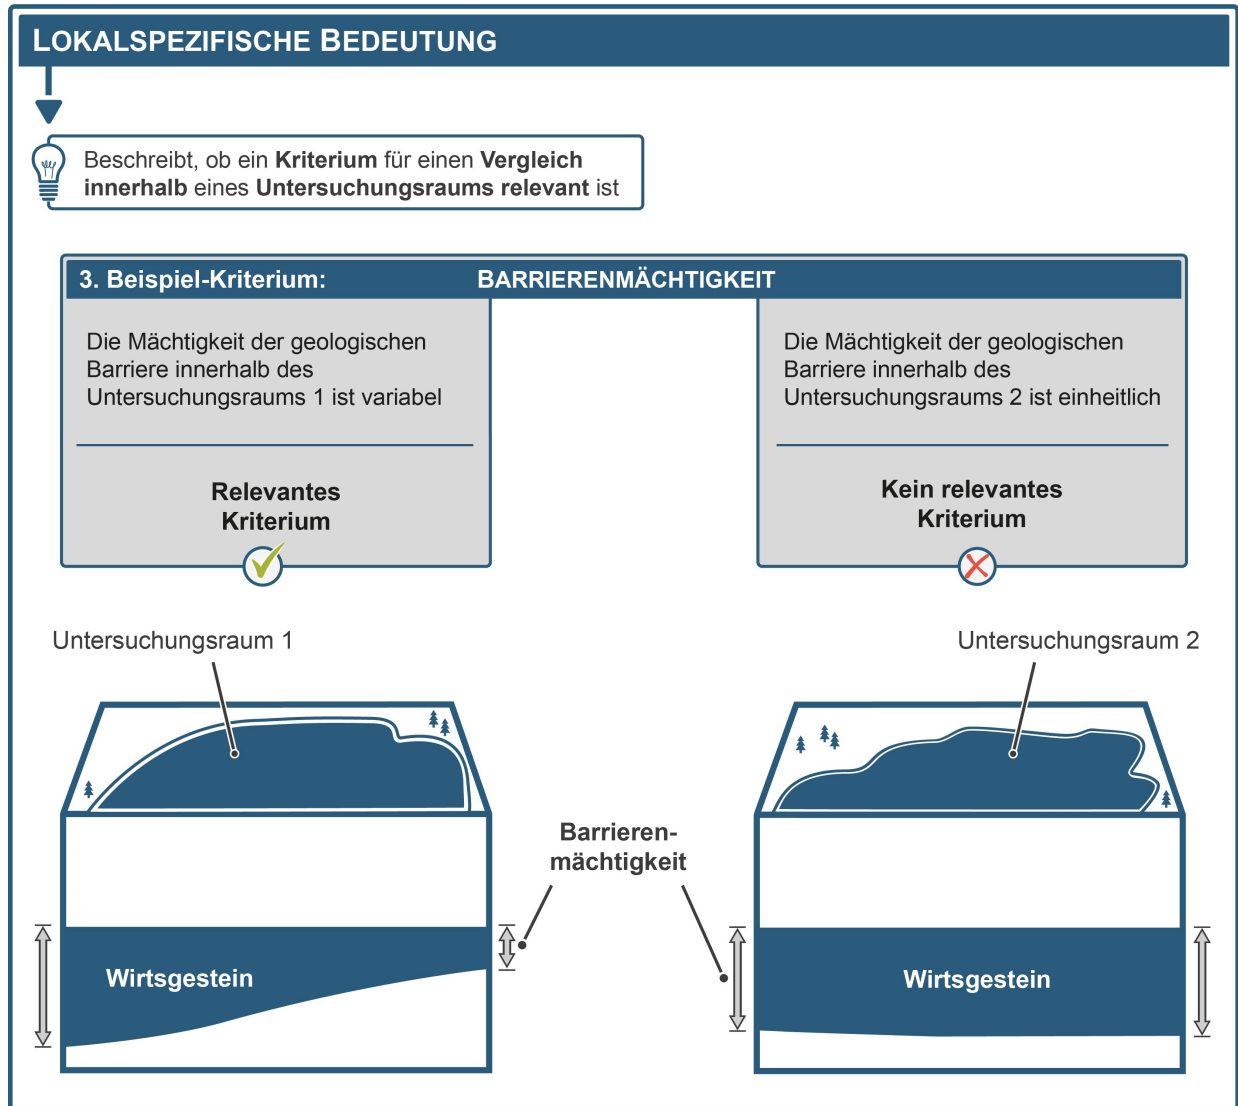 LOKALSPEZIFISCHE BEDEUTUNG
Beschreibt, ob ein Kriterium für einen Vergleich
innerhalb eines Untersuchungsraums relevant ist
3. Beispiel-Kriterium: BARRIERENMÄCHTIGKEIT
Die Mächtigkeit der geologischen
Barriere innerhalb des
Untersuchungsraums 1 ist variabel
Relevantes
Kriterium
Die Mächtigkeit der geologischen
Barriere innerhalb des
Untersuchungsraums 2 ist einheitlich
Kein relevantes
Kriterium
Untersuchungsraum 1
Untersuchungsraum 2
Barrieren-
mächtigkeit
Wirtsgestein
Wirtsgestein